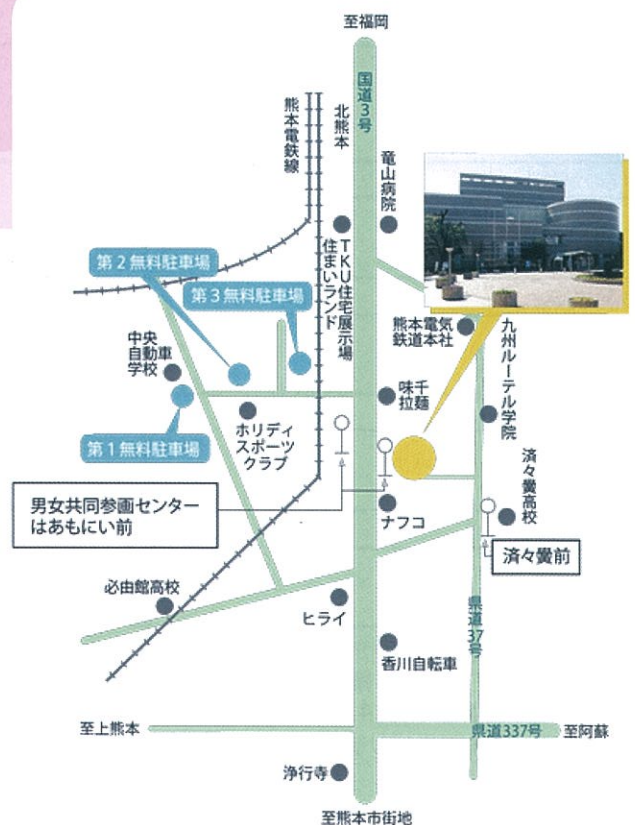 至福岡
国道3号
熊本電鉄線
北熊本
竜山病院
TKU住宅展示場
住まいランド
第2無料駐車場
第3無料駐車場
中央
自動車
学校
第1無料駐車場
ホリディ
スポーツ
クラブ
味千
拉麺
熊本電気
鉄道本社
九州ルーテル学院
済々黌高校
男女共同参画センター
はあもにい前
ナフコ
済々黌前
必由館高校
ヒライ
香川自転車
県道37号
至上熊本
県道337号
至阿蘇
浄行寺
至熊本市街地